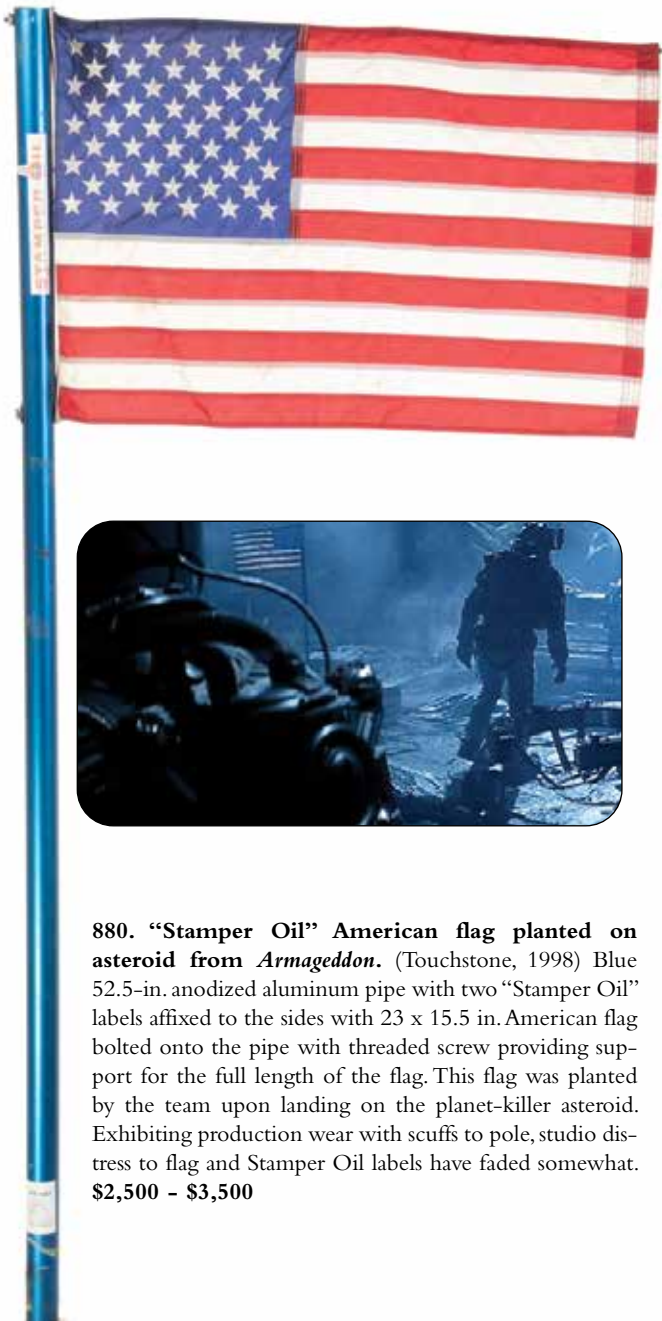 STAMPER OIL
880. “Stamper Oil” American flag planted on
asteroid from Armageddon. (Touchstone, 1998) Blue
52.5-in. anodized aluminum pipe with two “Stamper Oil”
labels affixed to the sides with 23 x 15.5 in. American flag
bolted onto the pipe with threaded screw providing sup-
port for the full length of the flag. This flag was planted
by the team upon landing on the planet-killer asteroid.
Exhibiting production wear with scuffs to pole, studio dis-
tress to flag and Stamper Oil labels have faded somewhat.
$2,500 - $3,500